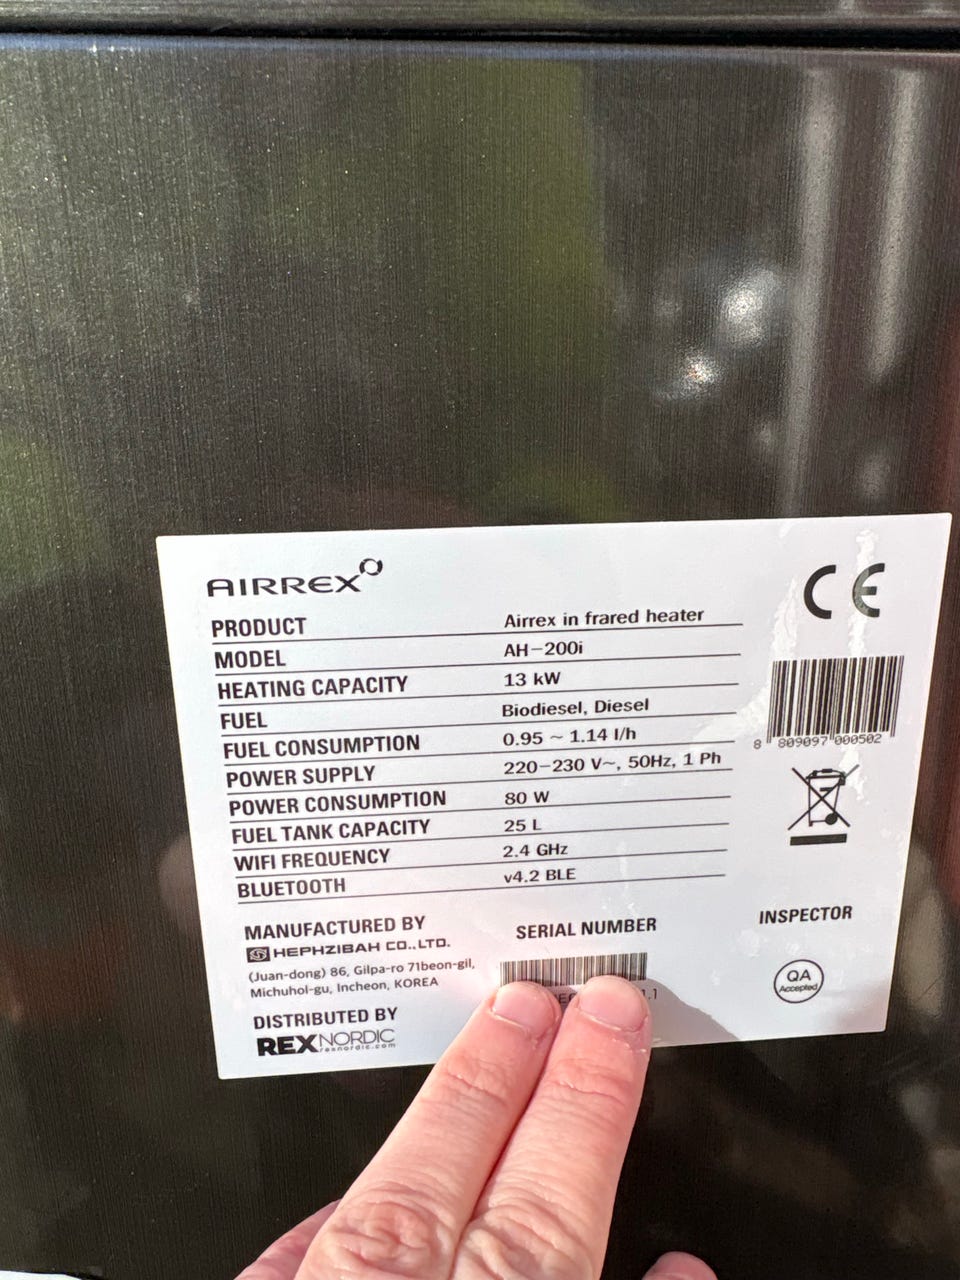 AIRREX
PRODUCT Airrex in frared heater
MODEL AH-200i
HEATING CAPACITY 13 kW
FUEL Biodiesel, Diesel
FUEL CONSUMPTION 0.95 ~ 1.14 l/h
POWER SUPPLY 220-230 V~, 50Hz, 1 Ph
POWER CONSUMPTION 80 W
FUEL TANK CAPACITY 25 L
WIFI FREQUENCY 2.4 GHz
BLUETOOTH v4.2 BLE
CE
8 809097 000502
MANUFACTURED BY
HEPHZIBAH CO.,LTD.
(Juan-dong) 86, Gilpa-ro 71beon-gil,
Michuhol-gu, Incheon, KOREA
DISTRIBUTED BY
REXNORDIC
rexnordic.com
SERIAL NUMBER
INSPECTOR
QA
Accepted